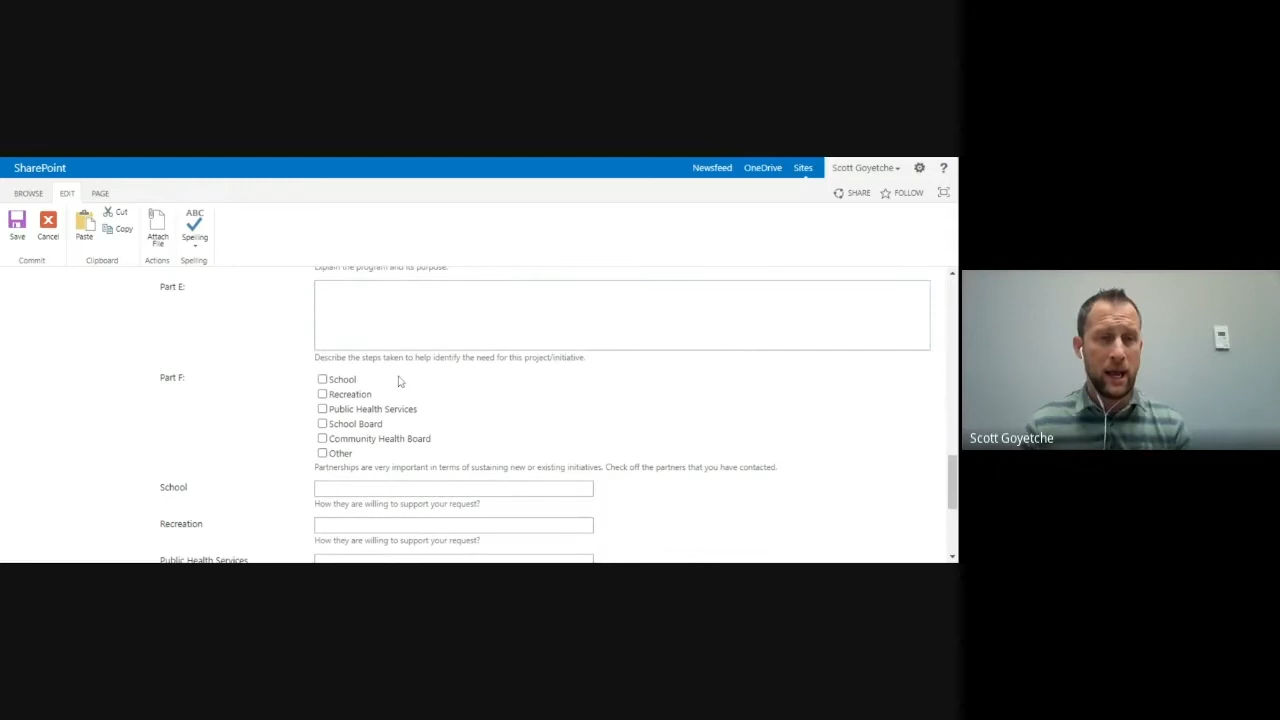 SharePoint
Newsfeed OneDrive Sites Scott Goyetche ?
BROWSE EDIT PAGE SHARE FOLLOW
Save Cancel Paste Cut Copy Attach File ABC Spelling
Commit Clipboard Actions Spelling
Explain the program and its purpose.
Part E:
Describe the steps taken to help identify the need for this project/initiative.
Part F:
School
Recreation
Public Health Services
School Board
Community Health Board
Other
Partnerships are very important in terms of sustaining new or existing initiatives. Check off the partners that you have contacted.
School
How they are willing to support your request?
Recreation
How they are willing to support your request?
Public Health Services
Scott Goyetche